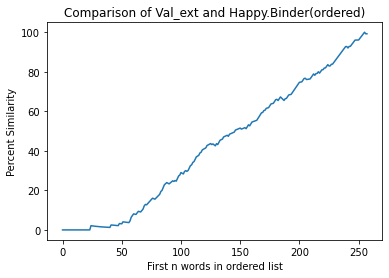 Comparison of Val_ext and Happy.Binder(ordered)
100
80
60
40
20
0
Percent Similarity
0 50 100 150 200 250
First n words in ordered list